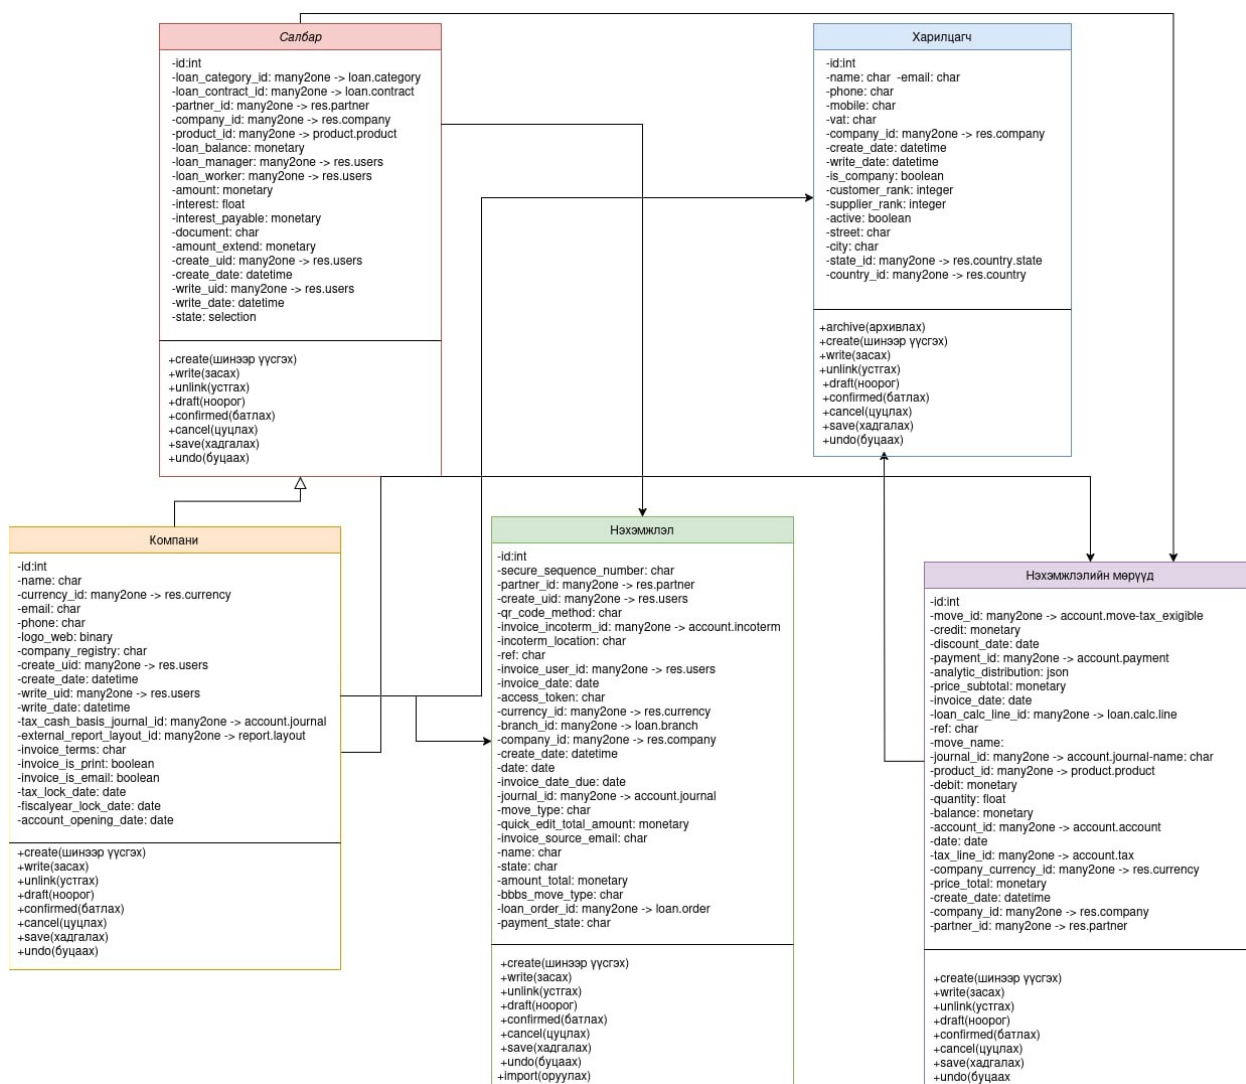 Салбар
-id:int
-loan_category_id: many2one -> loan.category
-loan_contract_id: many2one -> loan.contract
-partner_id: many2one -> res.partner
-company_id: many2one -> res.company
-product_id: many2one -> product.product
-loan_balance: monetary
-loan_manager: many2one -> res.users
-loan_worker: many2one -> res.users
-amount: monetary
-interest: float
-interest_payable: monetary
-document: char
-amount_extend: monetary
-create_uid: many2one -> res.users
-create_date: datetime
-write_uid: many2one -> res.users
-write_date: datetime
-state: selection
+create(шинээр үүсгэх)
+write(засах)
+unlink(устгах)
+draft(ноорог)
+confirmed(батлах)
+cancel(цуцлах)
+save(хадгалах)
+undo(буцаах)
Харилцагч
-id:int
-name: char -email: char
-phone: char
-mobile: char
-vat: char
-company_id: many2one -> res.company
-create_date: datetime
-write_date: datetime
-is_company: boolean
-customer_rank: integer
-supplier_rank: integer
-active: boolean
-street: char
-city: char
-state_id: many2one -> res.country.state
-country_id: many2one -> res.country
+archive(архивлах)
+create(шинээр үүсгэх)
+write(засах)
+unlink(устгах)
+draft(ноорог)
+confirmed(батлах)
+cancel(цуцлах)
+save(хадгалах)
+undo(буцаах)
Компани
-id:int
-name: char
-currency_id: many2one -> res.currency
-email: char
-phone: char
-logo_web: binary
-company_registry: char
-create_uid: many2one -> res.users
-create_date: datetime
-write_uid: many2one -> res.users
-write_date: datetime
-tax_cash_basis_journal_id: many2one -> account.journal
-external_report_layout_id: many2one -> report.layout
-invoice_terms: char
-invoice_is_print: boolean
-invoice_is_email: boolean
-tax_lock_date: date
-fiscalyear_lock_date: date
-account_opening_date: date
+create(шинээр үүсгэх)
+write(засах)
+unlink(устгах)
+draft(ноорог)
+confirmed(батлах)
+cancel(цуцлах)
+save(хадгалах)
+undo(буцаах)
Нэхэмжлэл
-id:int
-secure_sequence_number: char
-partner_id: many2one -> res.partner
-create_uid: many2one -> res.users
-qr_code_method: char
-invoice_incoterm_id: many2one -> account.incoterm
-incoterm_location: char
-ref: char
-invoice_user_id: many2one -> res.users
-invoice_date: date
-access_token: char
-currency_id: many2one -> res.currency
-branch_id: many2one -> loan.branch
-company_id: many2one -> res.company
-create_date: datetime
-date: date
-invoice_date_due: date
-journal_id: many2one -> account.journal
-move_type: char
-quick_edit_total_amount: monetary
-invoice_source_email: char
-name: char
-state: char
-amount_total: monetary
-bbbs_move_type: char
-loan_order_id: many2one -> loan.order
-payment_state: char
+create(шинээр үүсгэх)
+write(засах)
+unlink(устгах)
+draft(ноорог)
+confirmed(батлах)
+cancel(цуцлах)
+save(хадгалах)
+undo(буцаах)
+import(оруулах)
Нэхэмжлэлийн мөрүүд
-id:int
-move_id: many2one -> account.move-tax_exigible
-credit: monetary
-discount_date: date
-payment_id: many2one -> account.payment
-analytic_distribution: json
-price_subtotal: monetary
-invoice_date: date
-loan_calc_line_id: many2one -> loan.calc.line
-ref: char
-move_name:
-journal_id: many2one -> account.journal-name: char
-product_id: many2one -> product.product
-debit: monetary
-quantity: float
-balance: monetary
-account_id: many2one -> account.account
-date: date
-tax_line_id: many2one -> account.tax
-company_currency_id: many2one -> res.currency
-price_total: monetary
-create_date: datetime
-company_id: many2one -> res.company
-partner_id: many2one -> res.partner
+create(шинээр үүсгэх)
+write(засах)
+unlink(устгах)
+draft(ноорог)
+confirmed(батлах)
+cancel(цуцлах)
+save(хадгалах)
+undo(буцаах